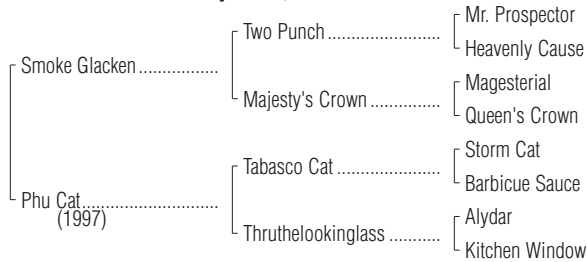 Mr. Prospector
Two Punch
Heavenly Cause
Smoke Glacken
Magesterial
Majesty's Crown
Queen's Crown
Storm Cat
Tabasco Cat
Barbicue Sauce
Phu Cat
(1997)
Alydar
Thruthelookinglass
Kitchen Window